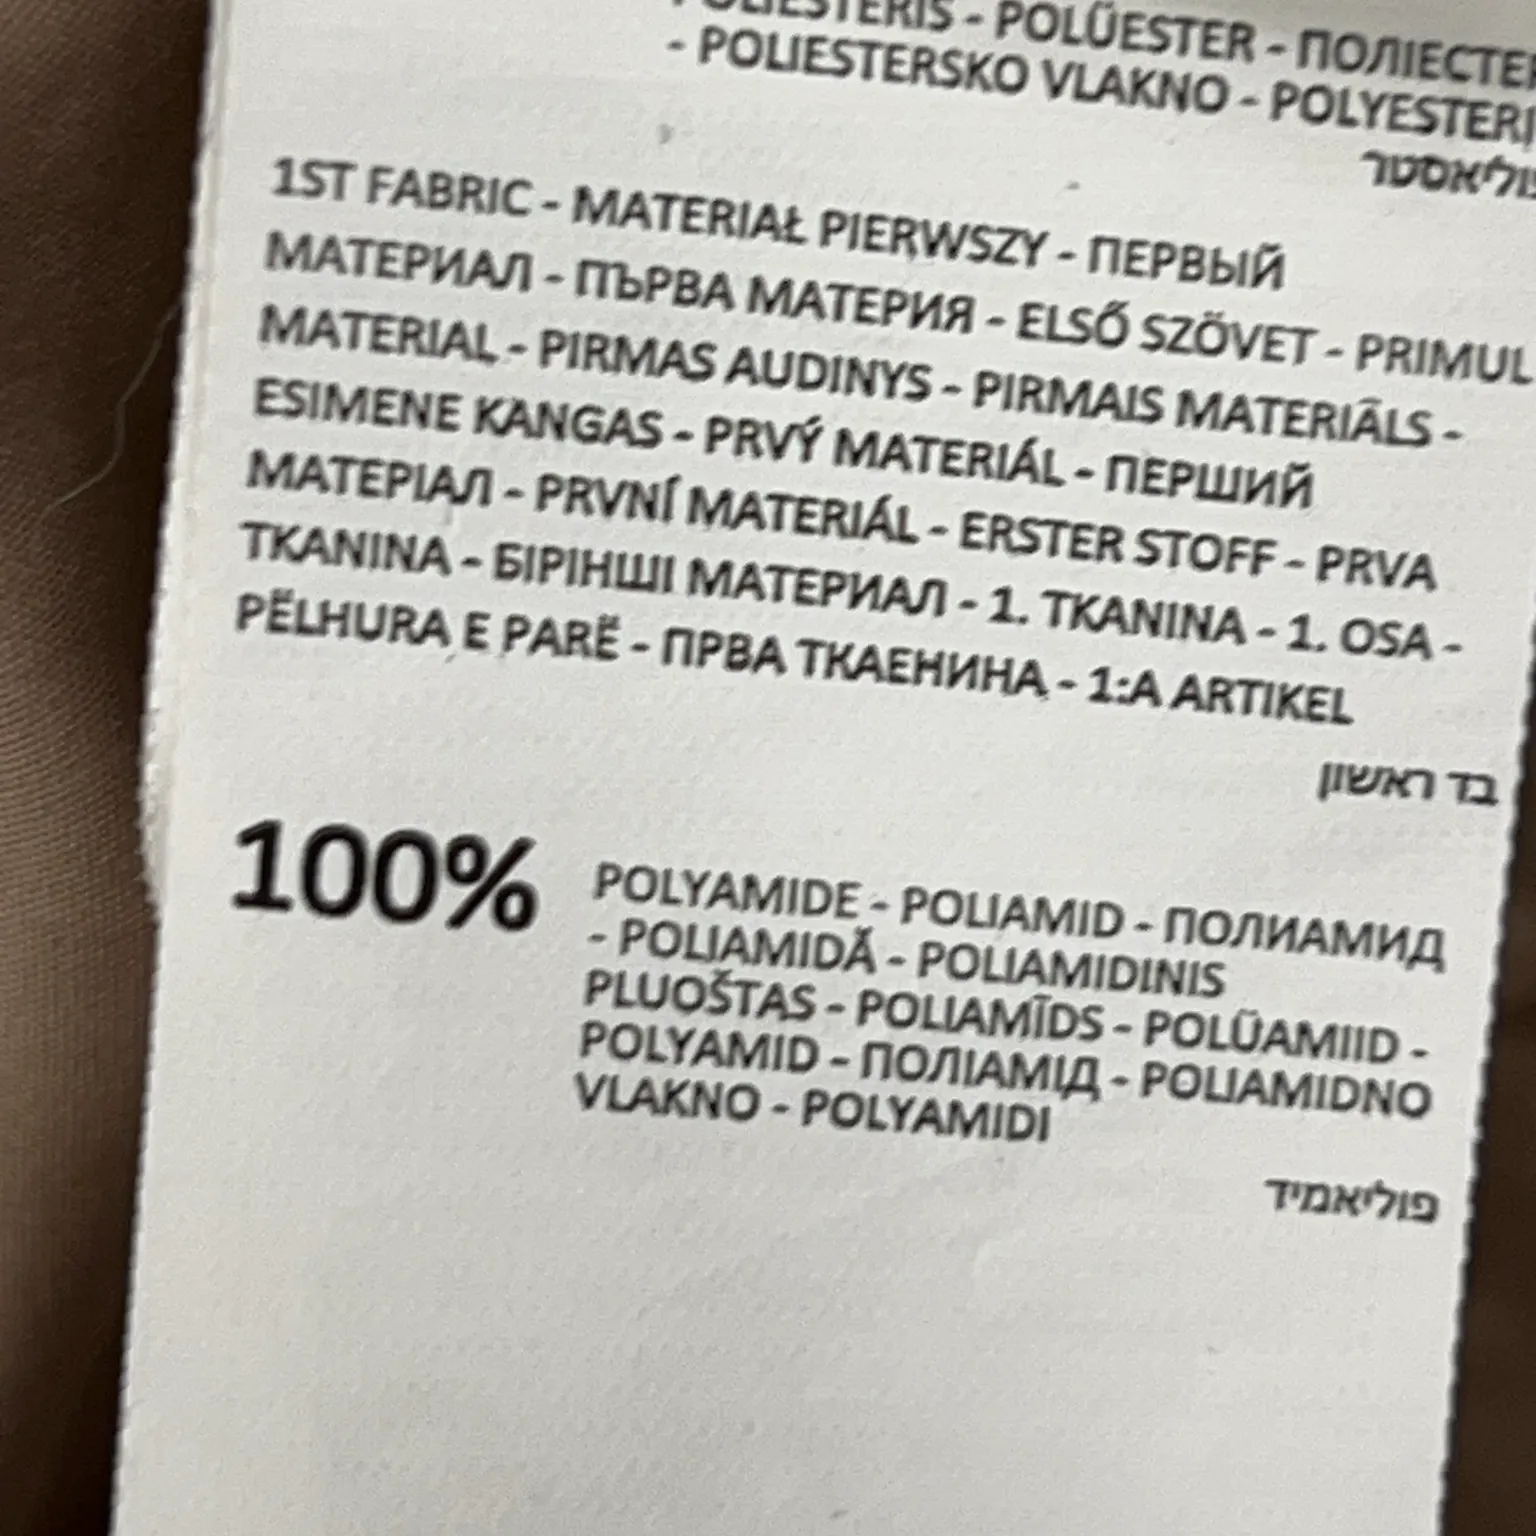 POLIESTERIS - POLÜESTER - ПОЛІЕСТЕР
- POLIESTERSKO VLAKNO - POLYESTERI
פוליאסטר
1ST FABRIC - MATERIAŁ PIERWSZY - ПЕРВЫЙ
МАТЕРИАЛ - ПЪРВА МАТЕРИЯ - ELSŐ SZÖVET - PRIMUL
MATERIAL - PIRMAS AUDINYS - PIRMAIS MATERIĀLS -
ESIMENE KANGAS - PRVÝ MATERIÁL - ПЕРШИЙ
МАТЕРІАЛ - PRVNÍ MATERIÁL - ERSTER STOFF - PRVA
TKANINA - БІРІНШІ МАТЕРИАЛ - 1. TKANINA - 1. OSA -
PËLHURA E PARË - ПРВА ТКАЕНИНА - 1:A ARTIKEL
בד ראשון
100% POLYAMIDE - POLIAMID - ПОЛИАМИД
- POLIAMIDĂ - POLIAMIDINIS
PLUOŠTAS - POLIAMĪDS - POLÜAMIID -
POLYAMID - ПОЛІАМІД - POLIAMIDNO
VLAKNO - POLYAMIDI
פוליאמיד